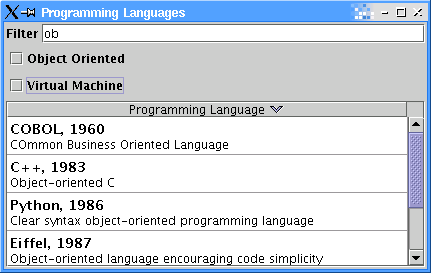 Programming Languages
Filter ob
Object Oriented
Virtual Machine
Programming Language
COBOL, 1960
COmmon Business Oriented Language
C++, 1983
Object-oriented C
Python, 1986
Clear syntax object-oriented programming language
Eiffel, 1987
Object-oriented language encouraging code simplicity